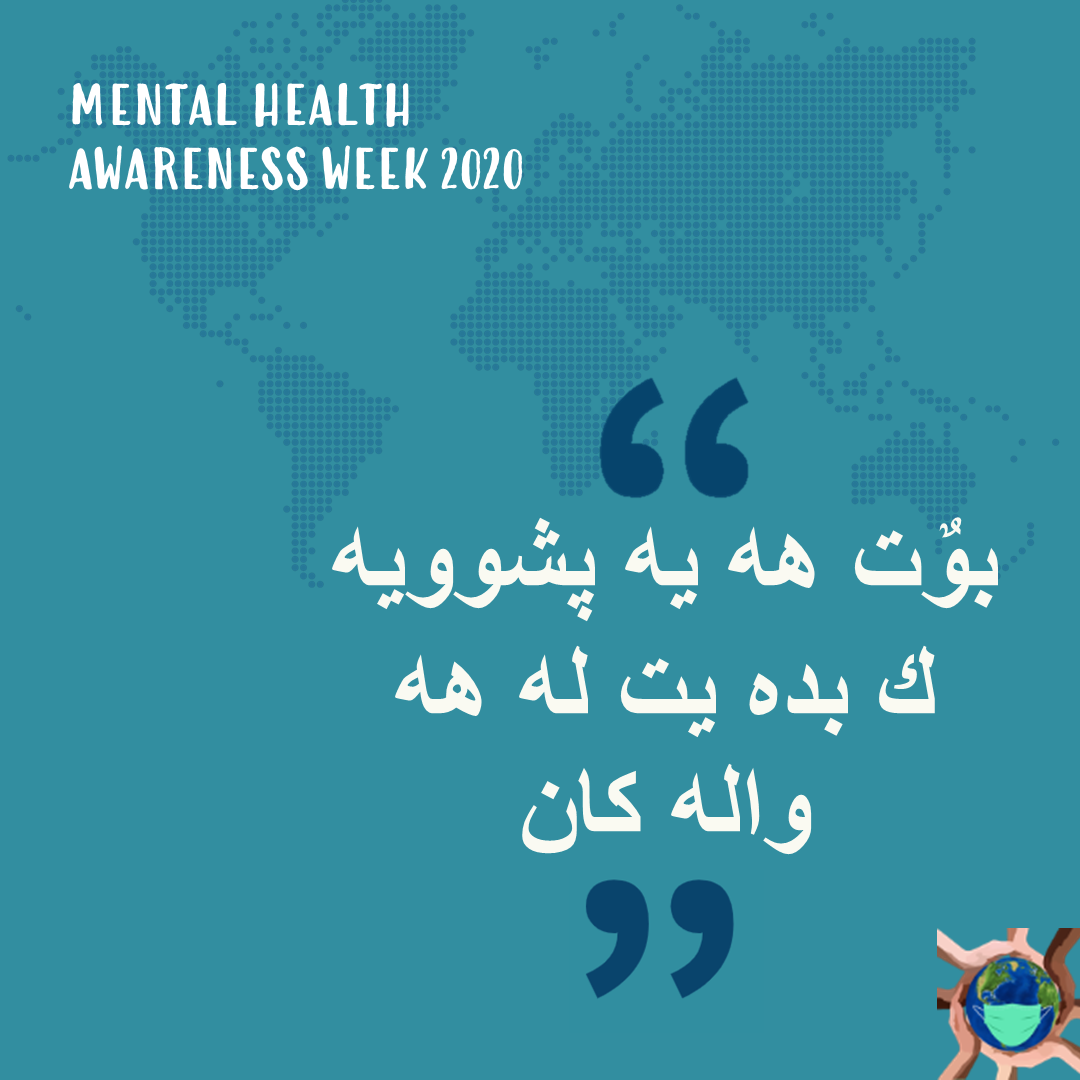 MENTAL HEALTH
AWARENESS WEEK 2020
بوٌت هه يه پشوويه
ك بده يت له هه
واله كان